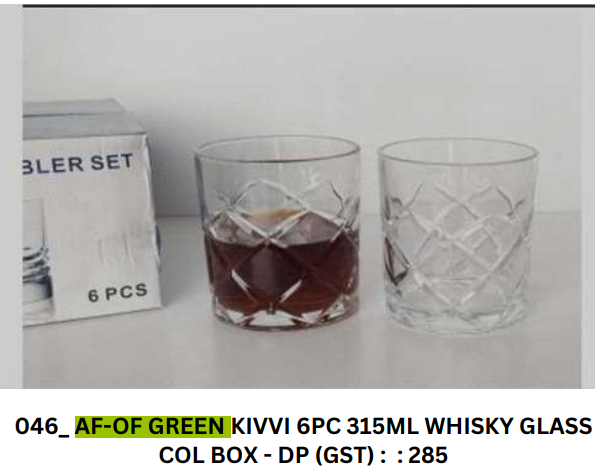 BLER SET
6 PCS
046_ AF-OF GREEN KIVVI 6PC 315ML WHISKY GLASS
COL BOX - DP (GST) : : 285